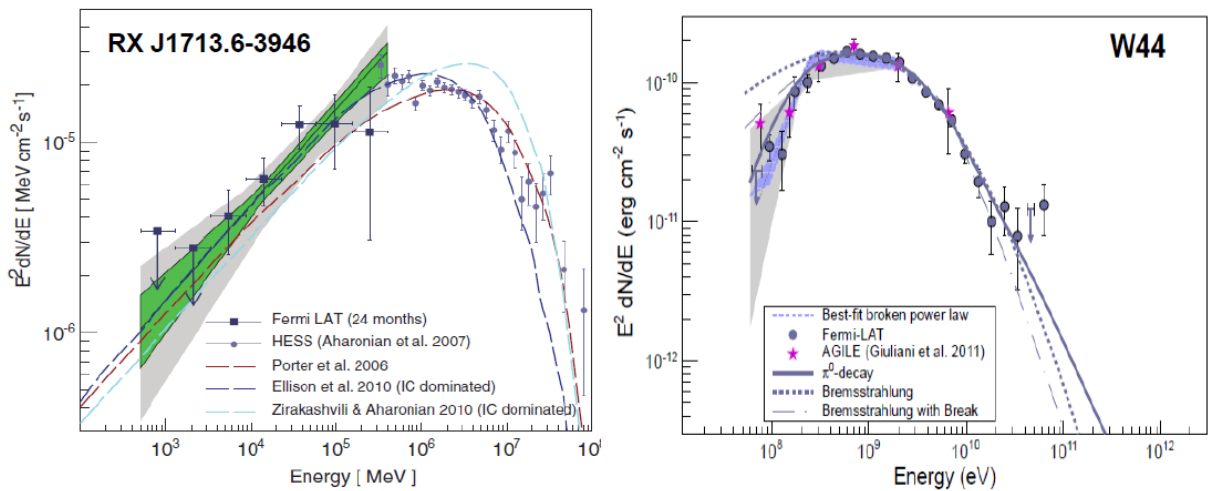 RX J1713.6-3946
E²dN/dE [ MeV cm⁻² s⁻¹]
10⁻⁵
10⁻⁶
Fermi LAT (24 months)
HESS (Aharonian et al. 2007)
Porter et al. 2006
Ellison et al. 2010 (IC dominated)
Zirakashvili & Aharonian 2010 (IC dominated)
10³ 10⁴ 10⁵ 10⁶ 10⁷
Energy [ MeV]
W44
E² dN/dE (erg cm⁻² s⁻¹)
10⁻¹⁰
10⁻¹¹
10⁻¹²
Best-fit broken power law
Fermi-LAT
AGILE (Giuliani et al. 2011)
π⁰-decay
Bremsstrahlung
Bremsstrahlung with Break
10⁸ 10⁹ 10¹⁰ 10¹¹ 10¹²
Energy (eV)